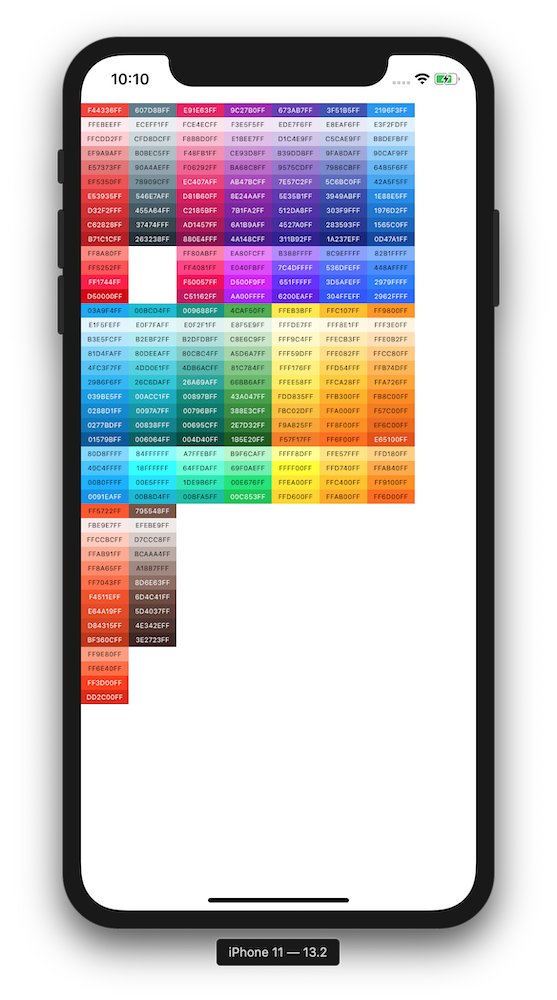 10:10
F44336FF 607D8BFF E91E63FF 9C27B0FF 673AB7FF 3F51B5FF 2196F3FF
FFEBEEFF ECEFF1FF FCE4ECFF F3E5F5FF EDE7F6FF E8EAF6FF E3F2FDFF
FFCDD2FF CFD8DCFF F8BBD0FF E1BEE7FF D1C4E9FF C5CAE9FF BBDEFBFF
EF9A9AFF B0BEC5FF F48FB1FF CE93D8FF B39DDBFF 9FA8DAFF 90CAF9FF
E57373FF 90A4AEFF F06292FF BA68C8FF 9575CDFF 7986CBFF 64B5F6FF
EF5350FF 78909CFF EC407AFF AB47BCFF 7E57C2FF 5C6BC0FF 42A5F5FF
E53935FF 546E7AFF D81B60FF 8E24AAFF 5E35B1FF 3949ABFF 1E88E5FF
D32F2FFF 455A64FF C2185BFF 7B1FA2FF 512DA8FF 303F9FFF 1976D2FF
C62828FF 37474FFF AD1457FF 6A1B9AFF 4527A0FF 283593FF 1565C0FF
B71C1CFF 263238FF 880E4FFF 4A148CFF 311B92FF 1A237EFF 0D47A1FF
FF8A80FF FF80ABFF EA80FCFF B388FFFF 8C9EFFFF 82B1FFFF
FF5252FF FF4081FF E040FBFF 7C4DFFFF 536DFEFF 448AFFFF
FF1744FF F50057FF D500F9FF 651FFFFF 3D5AFEFF 2979FFFF
D50000FF C51162FF AA00FFFF 6200EAFF 304FFEFF 2962FFFF
03A9F4FF 00BCD4FF 009688FF 4CAF50FF FFEB3BFF FFC107FF FF9800FF
E1F5FEFF E0F7FAFF E0F2F1FF E8F5E9FF FFFDE7FF FFF8E1FF FFF3E0FF
B3E5FCFF B2EBF2FF B2DFDBFF C8E6C9FF FFF9C4FF FFECB3FF FFE0B2FF
81D4FAFF 80DEEAFF 80CBC4FF A5D6A7FF FFF59DFF FFE082FF FFCC80FF
4FC3F7FF 4DD0E1FF 4DB6ACFF 81C784FF FFF176FF FFD54FFF FFB74DFF
29B6F6FF 26C6DAFF 26A69AFF 66BB6AFF FFEE58FF FFCA28FF FFA726FF
039BE5FF 00ACC1FF 00897BFF 43A047FF FDD835FF FFB300FF FB8C00FF
0288D1FF 0097A7FF 00796BFF 388E3CFF FBC02DFF FFA000FF F57C00FF
0277BDFF 00838FFF 00695CFF 2E7D32FF F9A825FF FF8F00FF EF6C00FF
01579BFF 006064FF 004D40FF 1B5E20FF F57F17FF FF6F00FF E65100FF
80D8FFFF 84FFFFFF A7FFEBFF B9F6CAFF FFFF8DFF FFE57FFF FFD180FF
40C4FFFF 18FFFFFF 64FFDAFF 69F0AEFF FFFF00FF FFD740FF FFAB40FF
00B0FFFF 00E5FFFF 1DE9B6FF 00E676FF FFEA00FF FFC400FF FF9100FF
0091EAFF 00B8D4FF 00BFA5FF 00C853FF FFD600FF FFAB00FF FF6D00FF
FF5722FF 795548FF
FBE9E7FF EFEBE9FF
FFCCBCFF D7CCC8FF
FFAB91FF BCAAA4FF
FF8A65FF A1887FFF
FF7043FF 8D6E63FF
F4511EFF 6D4C41FF
E64A19FF 5D4037FF
D84315FF 4E342EFF
BF360CFF 3E2723FF
FF9E80FF
FF6E40FF
FF3D00FF
DD2C00FF
iPhone 11 — 13.2